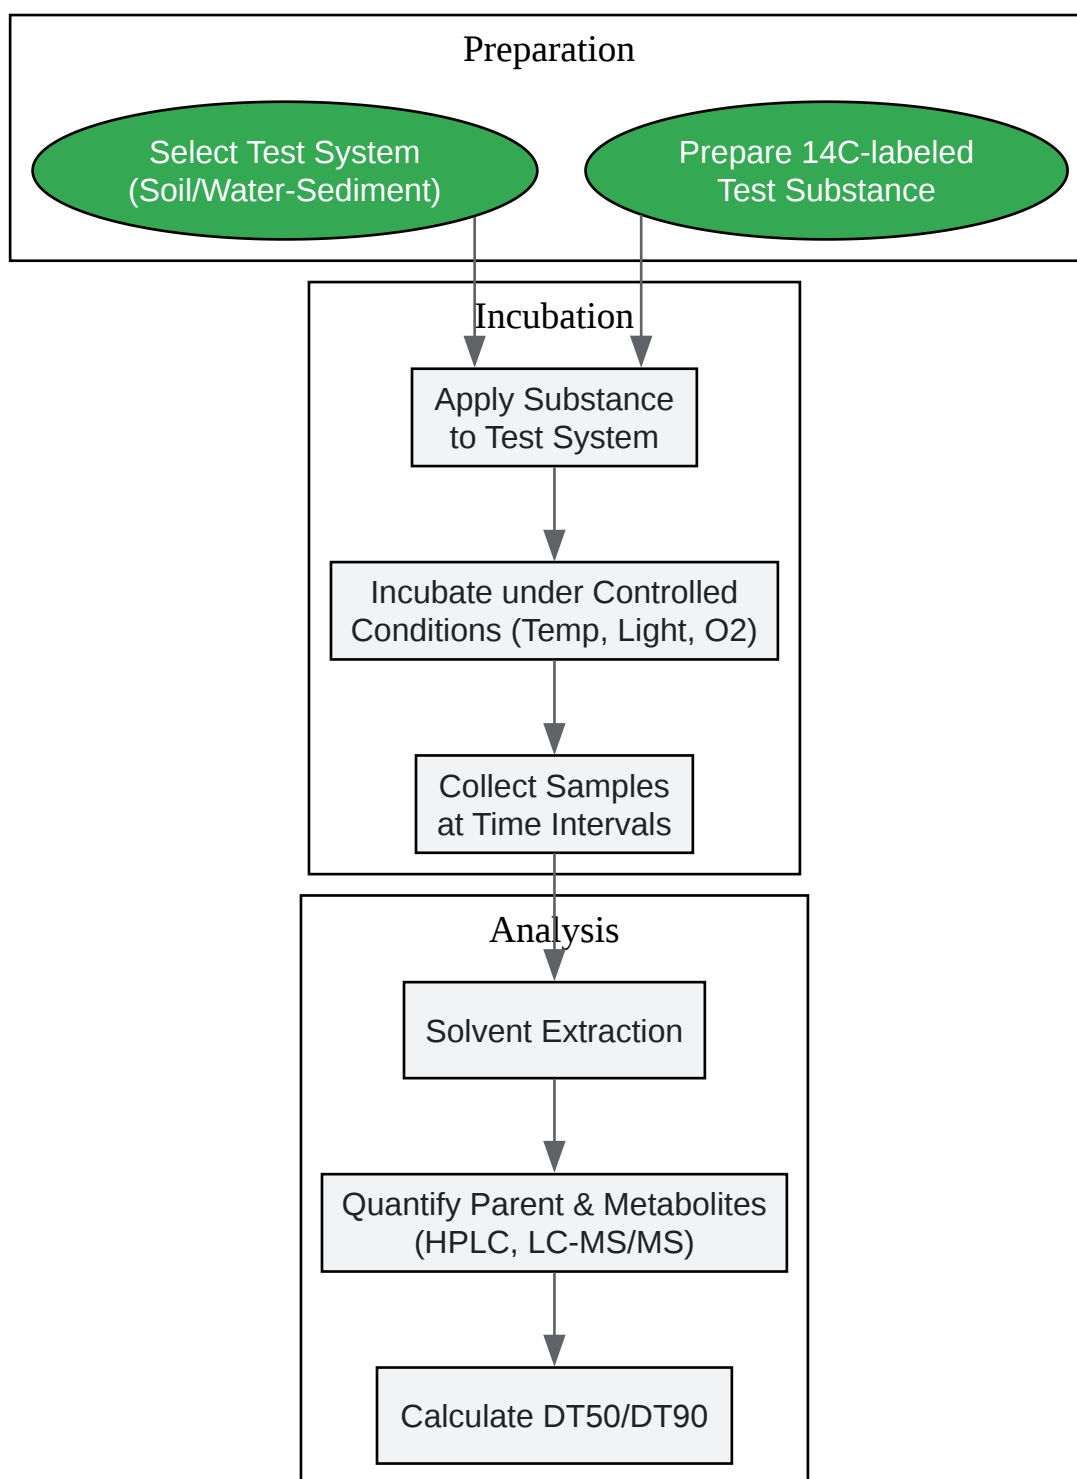 Preparation
Select Test System
(Soil/Water-Sediment)
Prepare 14C-labeled
Test Substance
Incubation
Apply Substance
to Test System
Incubate under Controlled
Conditions (Temp, Light, O2)
Collect Samples
at Time Intervals
Analysis
Solvent Extraction
Quantify Parent & Metabolites
(HPLC, LC-MS/MS)
Calculate DT50/DT90